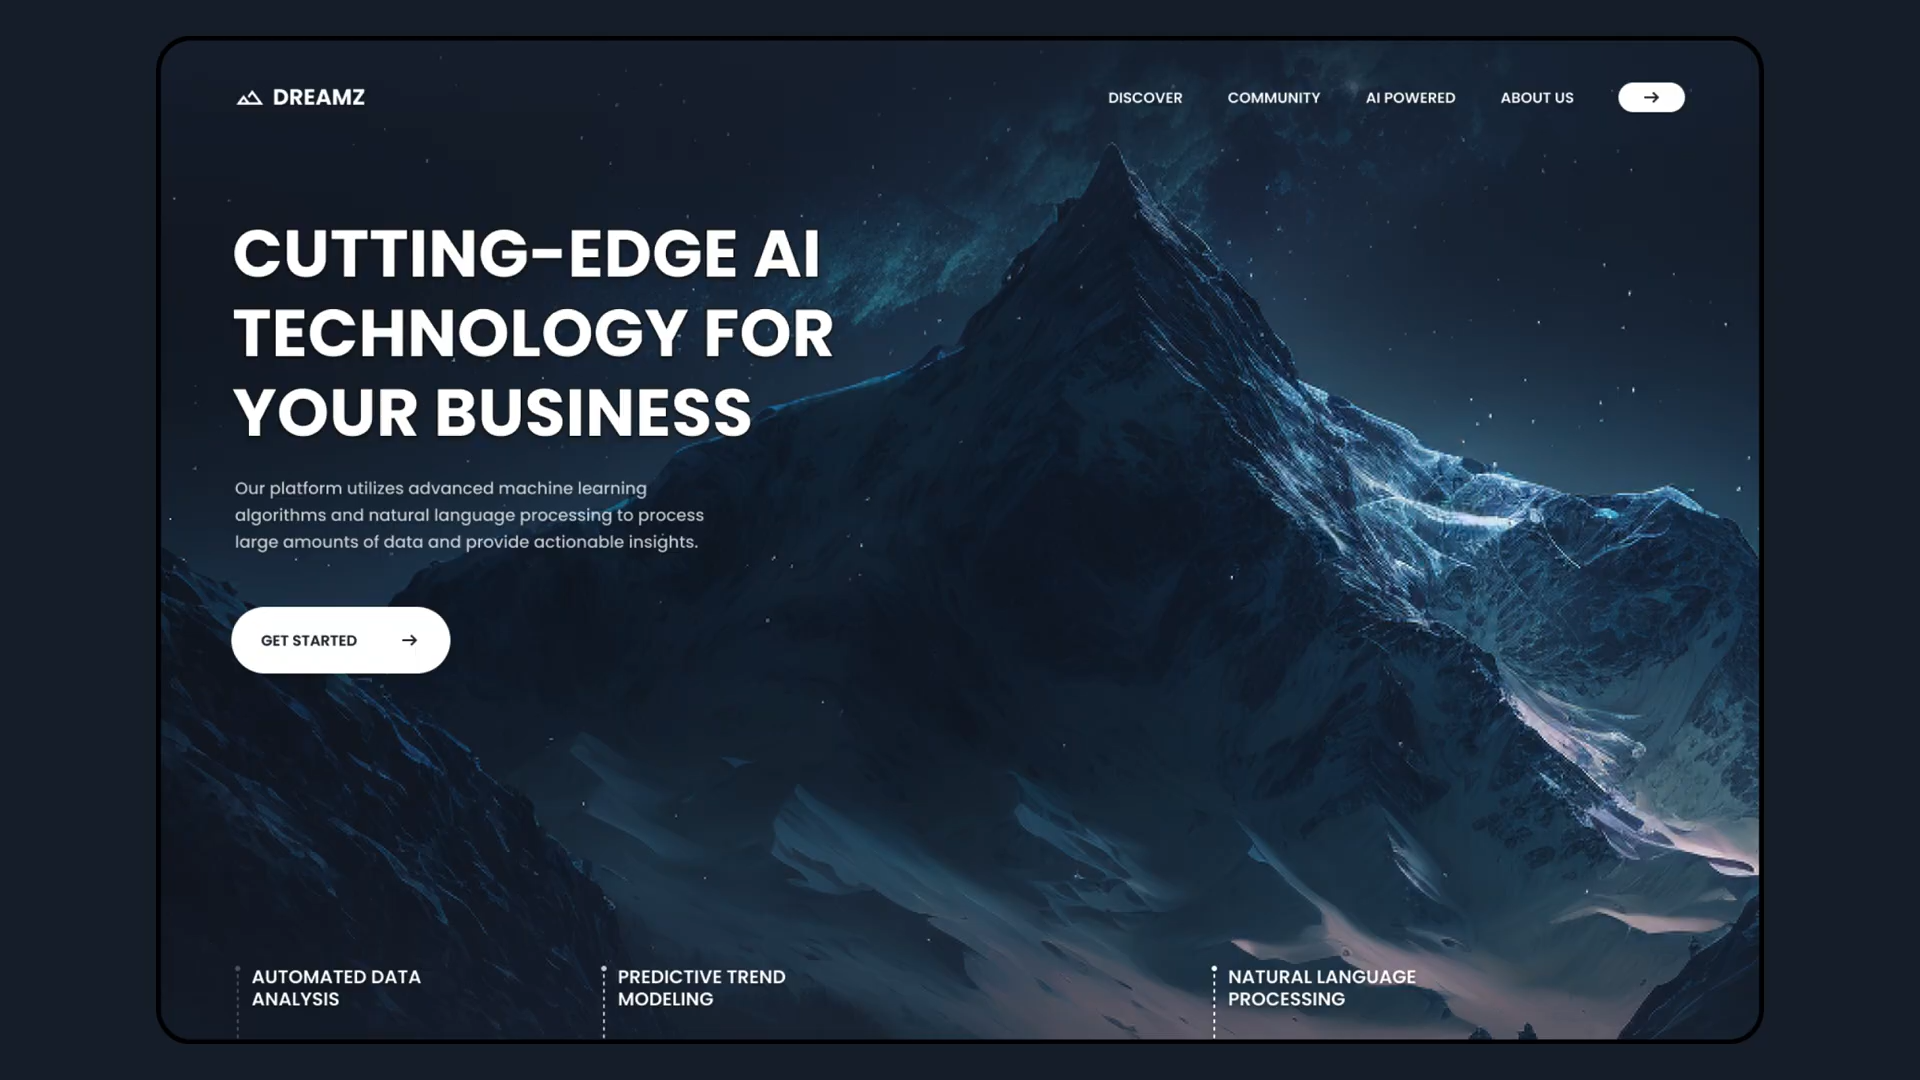 DREAMZ
DISCOVER
COMMUNITY
AI POWERED
ABOUT US
CUTTING-EDGE AI
TECHNOLOGY FOR
YOUR BUSINESS
Our platform utilizes advanced machine learning
algorithms and natural language processing to process
large amounts of data and provide actionable insights.
GET STARTED
AUTOMATED DATA
ANALYSIS
PREDICTIVE TREND
MODELING
NATURAL LANGUAGE
PROCESSING